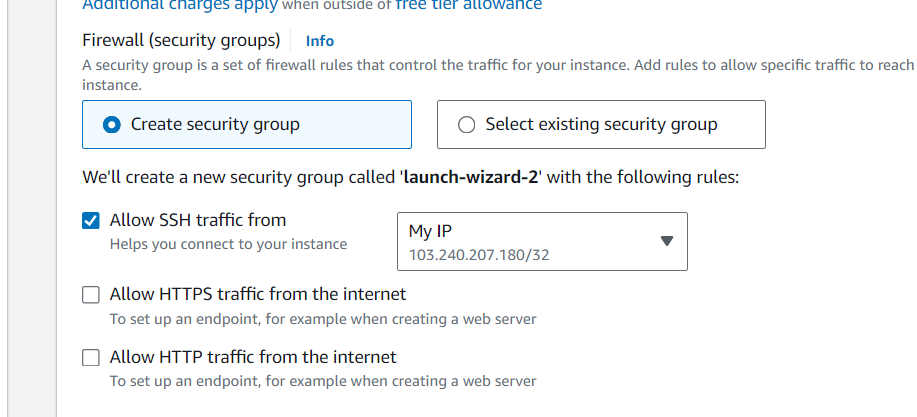 Additional charges apply when outside of free tier allowance
Firewall (security groups) Info
A security group is a set of firewall rules that control the traffic for your instance. Add rules to allow specific traffic to reach
instance.
Create security group
Select existing security group
We'll create a new security group called 'launch-wizard-2' with the following rules:
Allow SSH traffic from
Helps you connect to your instance
My IP
103.240.207.180/32
Allow HTTPS traffic from the internet
To set up an endpoint, for example when creating a web server
Allow HTTP traffic from the internet
To set up an endpoint, for example when creating a web server